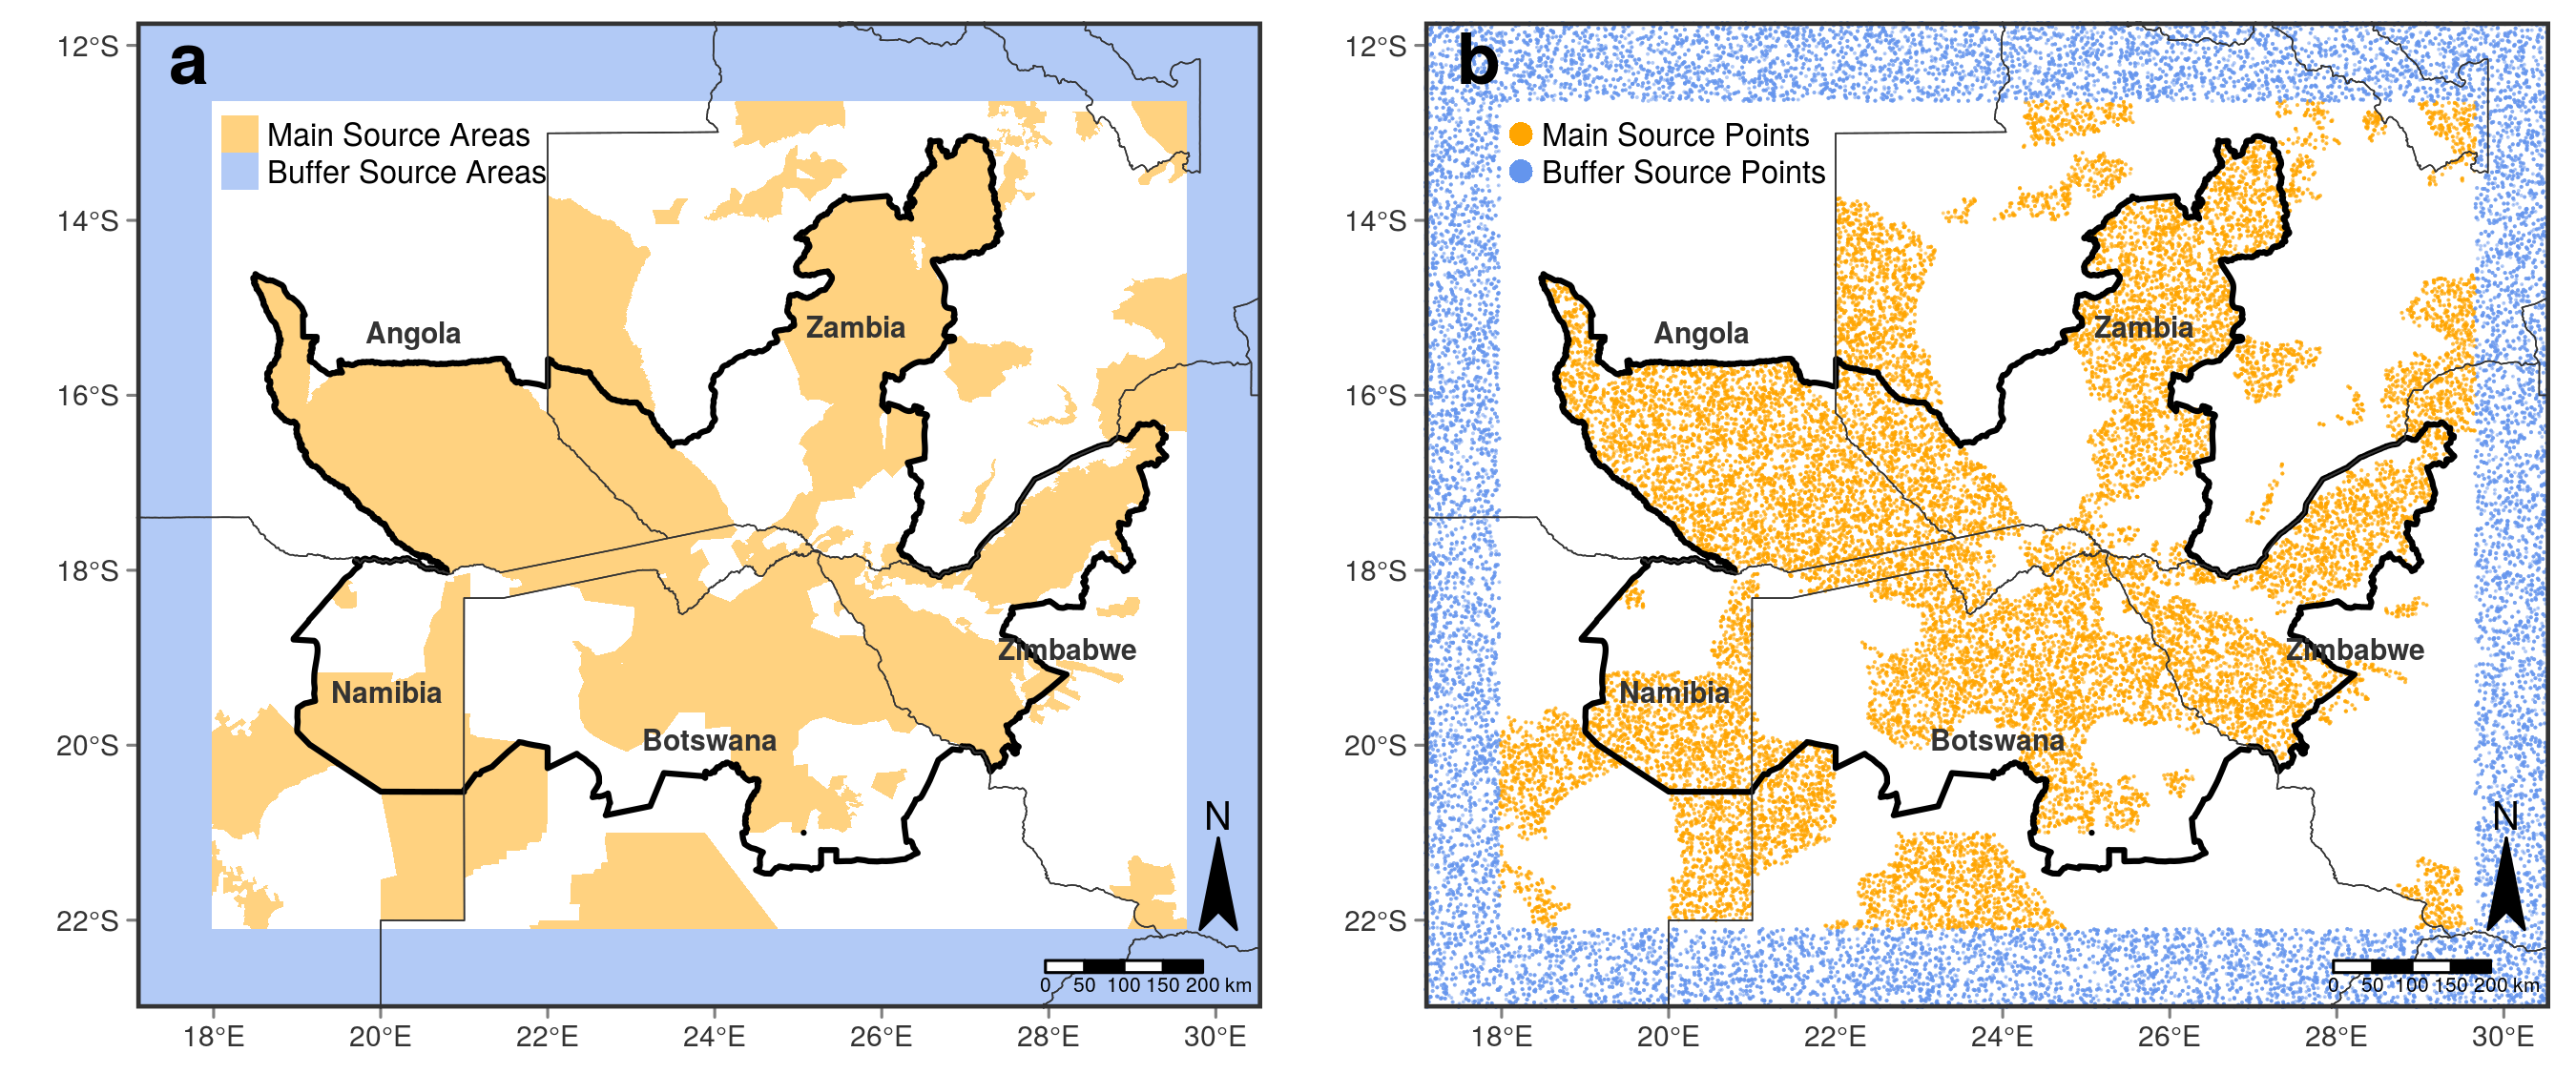 a
12°S
14°S
16°S
18°S
20°S
22°S
Main Source Areas
Buffer Source Areas
Angola
Zambia
Zimbabwe
Namibia
Botswana
N
0 50 100 150 200 km
18°E 20°E 22°E 24°E 26°E 28°E 30°E
b
12°S
14°S
16°S
18°S
20°S
22°S
Main Source Points
Buffer Source Points
Angola
Zambia
Zimbabwe
Namibia
Botswana
N
0 50 100 150 200 km
18°E 20°E 22°E 24°E 26°E 28°E 30°E